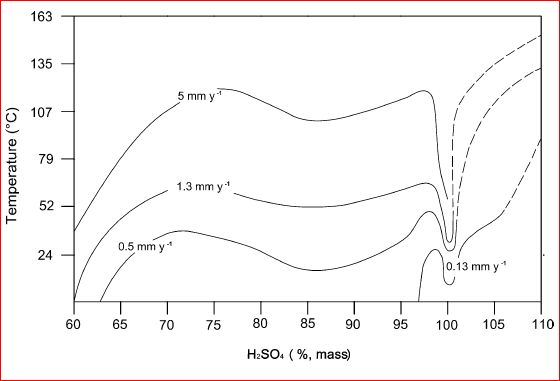 163
135
107
79
52
24
Temperature (°C)
5 mm y⁻¹
1.3 mm y⁻¹
0.5 mm y⁻¹
0.13 mm y⁻¹
60 65 70 75 80 85 90 95 100 105 110
H₂SO₄ ( %, mass)